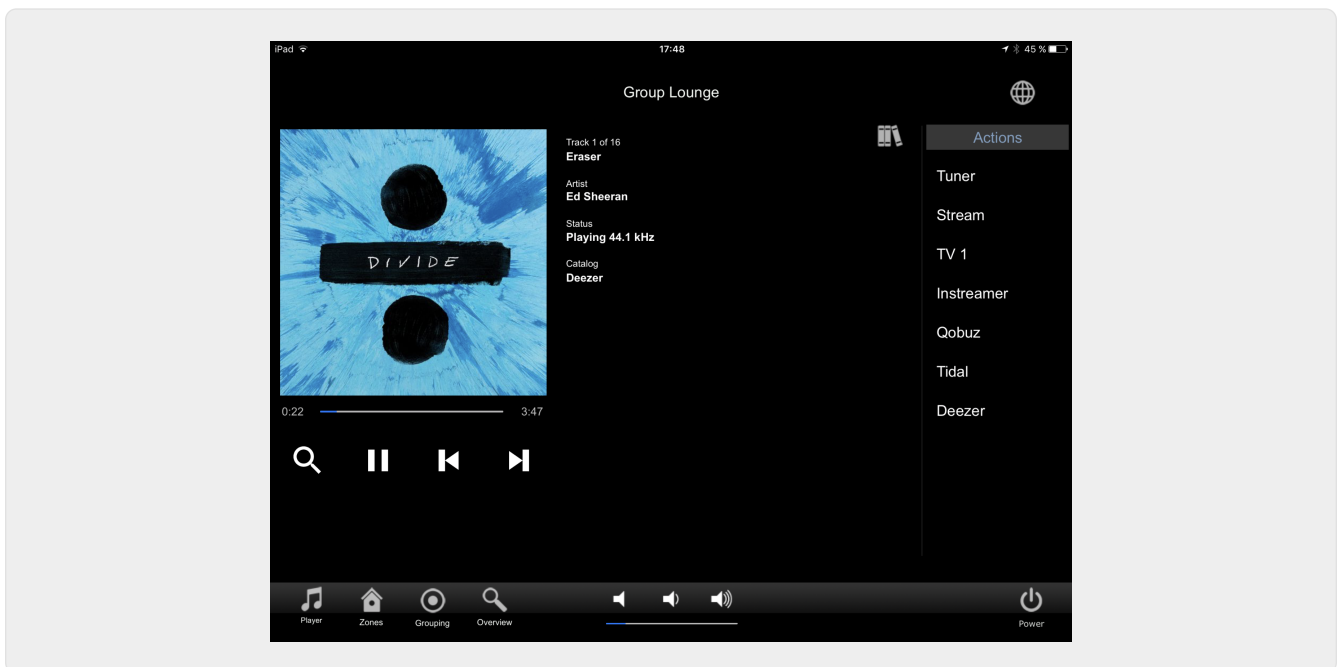 iPad 17:48 45 %
Group Lounge
Track 1 of 16
Eraser
Artist
Ed Sheeran
Status
Playing 44.1 kHz
Catalog
Deezer
DIVIDE
0:22 3:47
Actions
Tuner
Stream
TV 1
Instreamer
Qobuz
Tidal
Deezer
Player Zones Grouping Overview Power